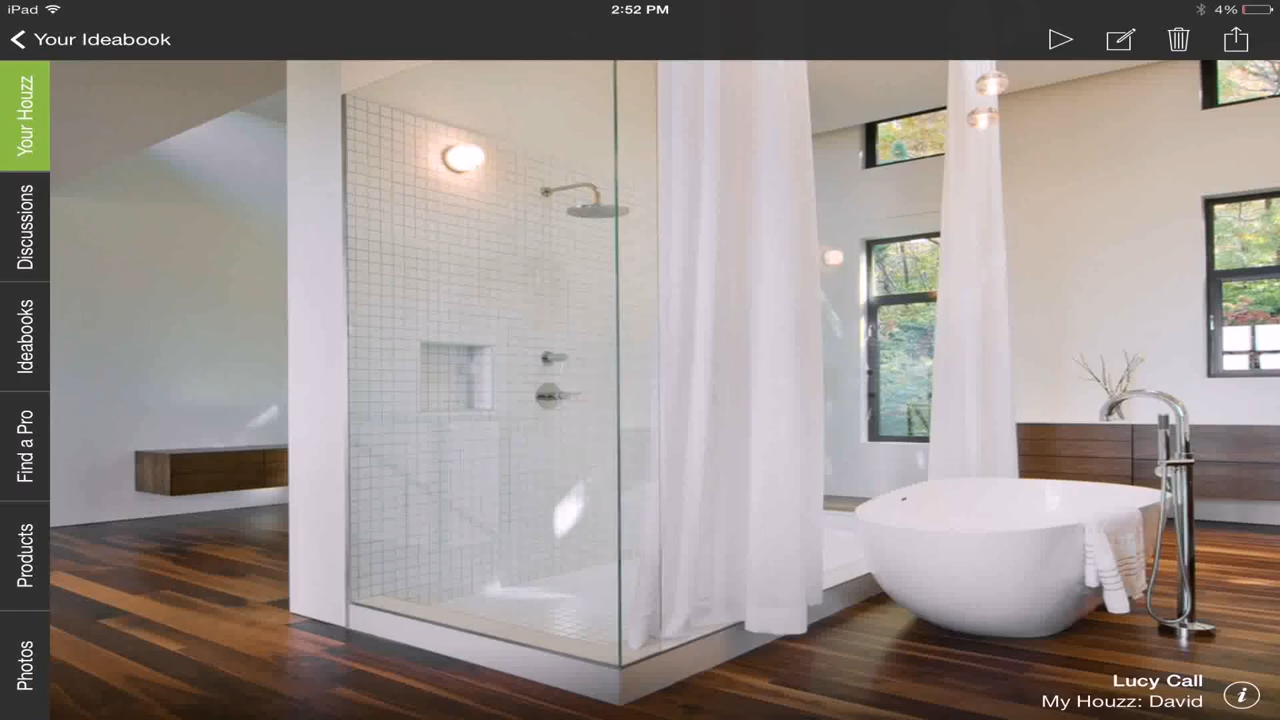 iPad
2:52 PM
4%
Your Ideabook
Your Houzz
Discussions
Ideabooks
Find a Pro
Products
Photos
Lucy Call
My Houzz: David